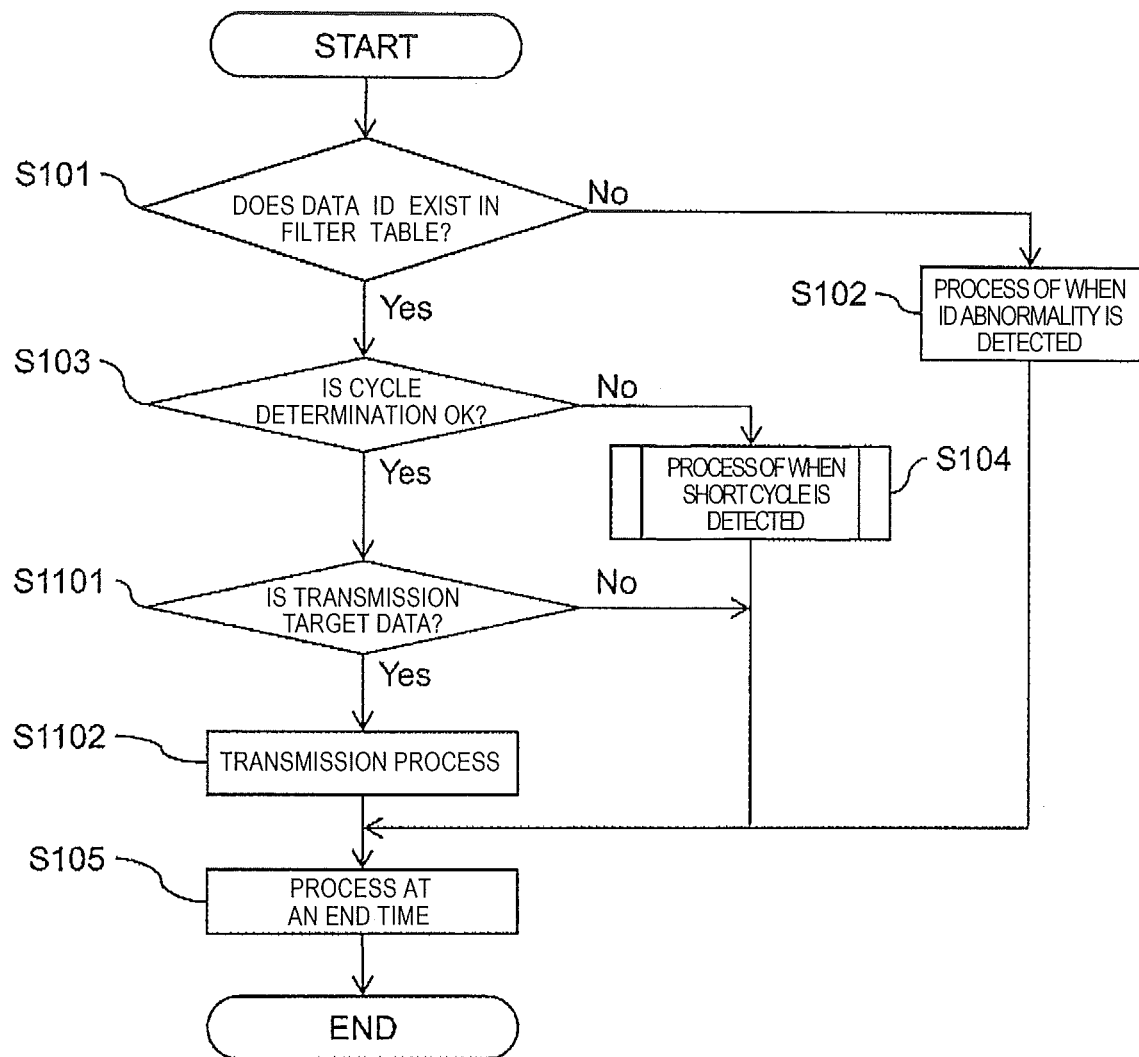 START
S101
DOES DATA ID EXIST IN
FILTER TABLE?
No
Yes
S102
PROCESS OF WHEN
ID ABNORMALITY IS
DETECTED
S103
IS CYCLE
DETERMINATION OK?
No
Yes
S104
PROCESS OF WHEN
SHORT CYCLE IS
DETECTED
S1101
IS TRANSMISSION
TARGET DATA?
No
Yes
S1102
TRANSMISSION PROCESS
S105
PROCESS AT
AN END TIME
END